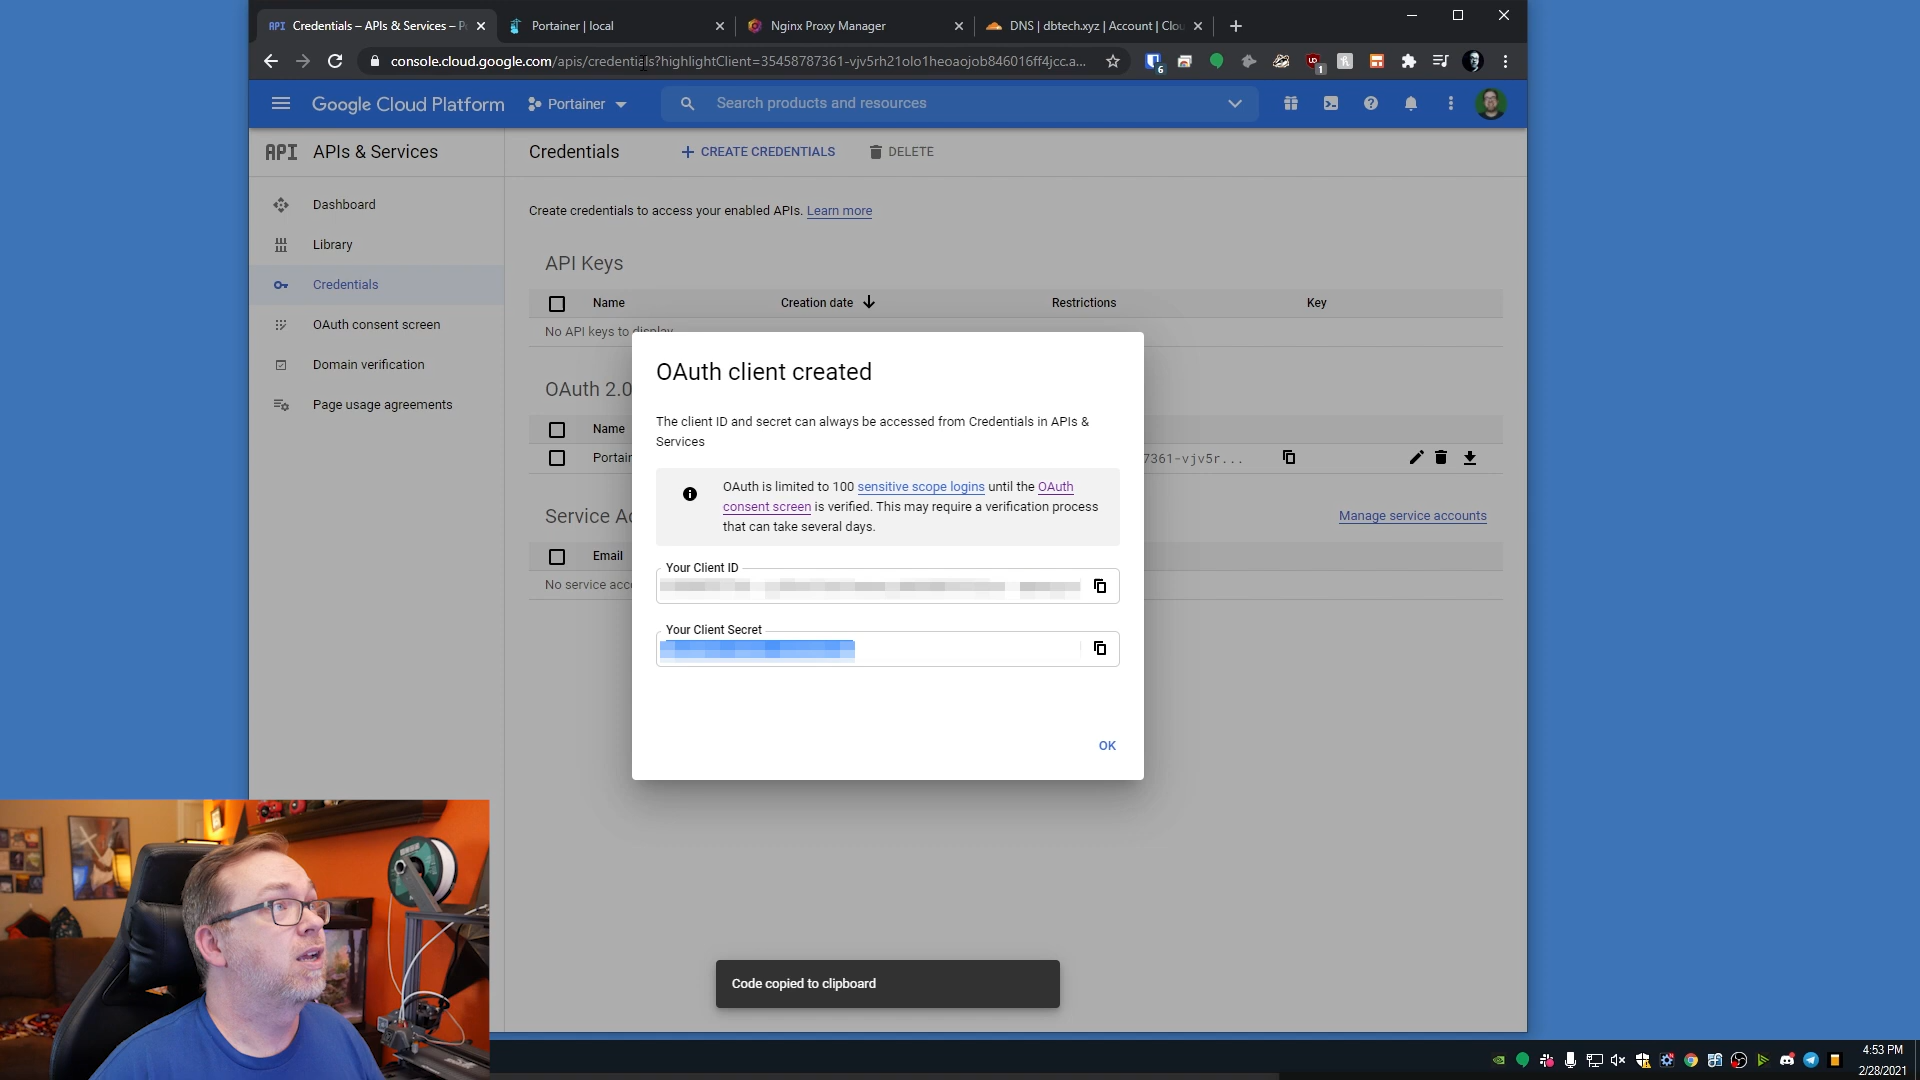 API Credentials – APIs & Services – P
Portainer | local
Nginx Proxy Manager
DNS | dbtech.xyz | Account | Clou
console.cloud.google.com/apis/credentials?highlightClient=35458787361-vjv5rh21olo1heoaojob846016ff4jcc.a...
6
1
Google Cloud Platform
Portainer
Search products and resources
API APIs & Services
Credentials
CREATE CREDENTIALS
DELETE
Dashboard
Library
Credentials
OAuth consent screen
Domain verification
Page usage agreements
Create credentials to access your enabled APIs. Learn more
API Keys
Name
Creation date
Restrictions
Key
No API keys to display
OAuth 2.0
Name
Portain
7361-vjv5r...
Service Ac
Manage service accounts
Email
No service acco
OAuth client created
The client ID and secret can always be accessed from Credentials in APIs &
Services
OAuth is limited to 100 sensitive scope logins until the OAuth
consent screen is verified. This may require a verification process
that can take several days.
Your Client ID
Your Client Secret
OK
Code copied to clipboard
4:53 PM
2/28/2021